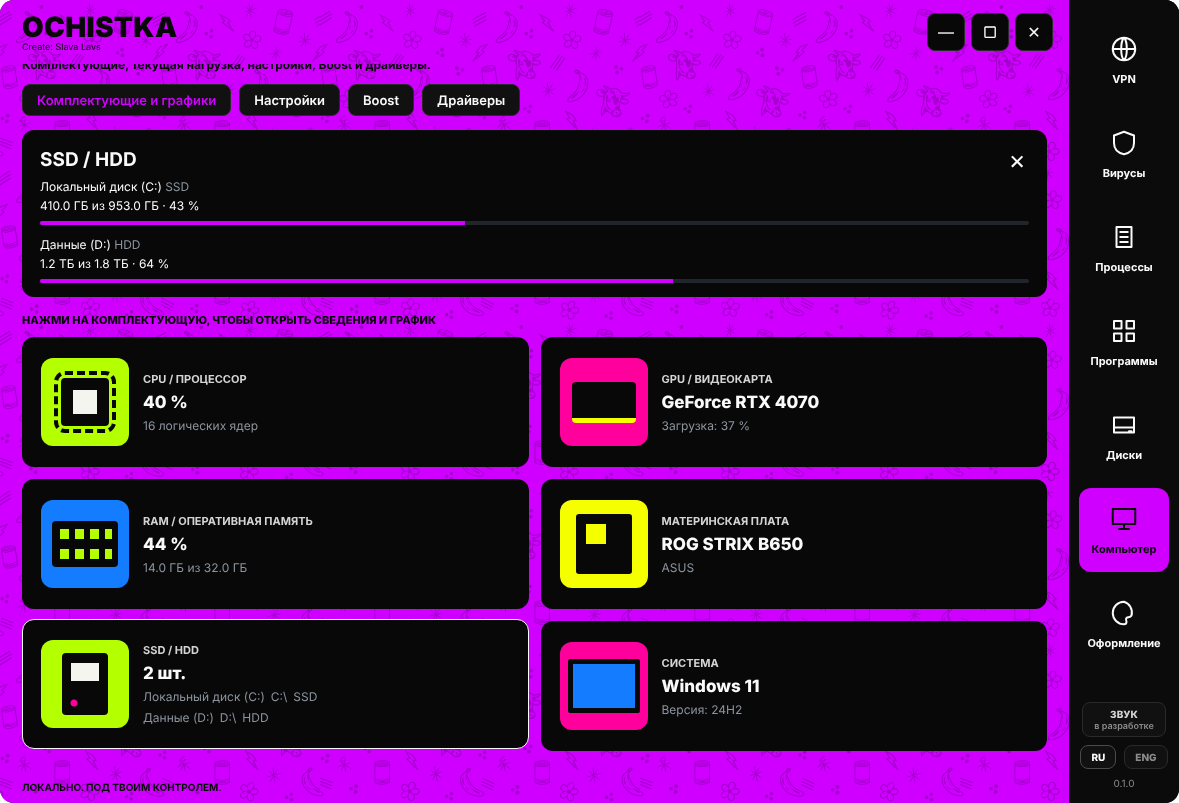 OCHISTKA
Create: Slava Lavs
Комплектующие, текущая нагрузка, настройки, Boost и драйверы.
Комплектующие и графики
Настройки
Boost
Драйверы
SSD / HDD
Локальный диск (C:) SSD
410.0 ГБ из 953.0 ГБ · 43 %
Данные (D:) HDD
1.2 ТБ из 1.8 ТБ · 64 %
НАЖМИ НА КОМПЛЕКТУЮЩУЮ, ЧТОБЫ ОТКРЫТЬ СВЕДЕНИЯ И ГРАФИК
CPU / ПРОЦЕССОР
40 %
16 логических ядер
GPU / ВИДЕОКАРТА
GeForce RTX 4070
Загрузка: 37 %
RAM / ОПЕРАТИВНАЯ ПАМЯТЬ
44 %
14.0 ГБ из 32.0 ГБ
МАТЕРИНСКАЯ ПЛАТА
ROG STRIX B650
ASUS
SSD / HDD
2 шт.
Локальный диск (C:) C:\ SSD
Данные (D:) D:\ HDD
СИСТЕМА
Windows 11
Версия: 24H2
ЛОКАЛЬНО. ПОД ТВОИМ КОНТРОЛЕМ.
VPN
Вирусы
Процессы
Программы
Диски
Компьютер
Оформление
ЗВУК
в разработке
RU
ENG
0.1.0